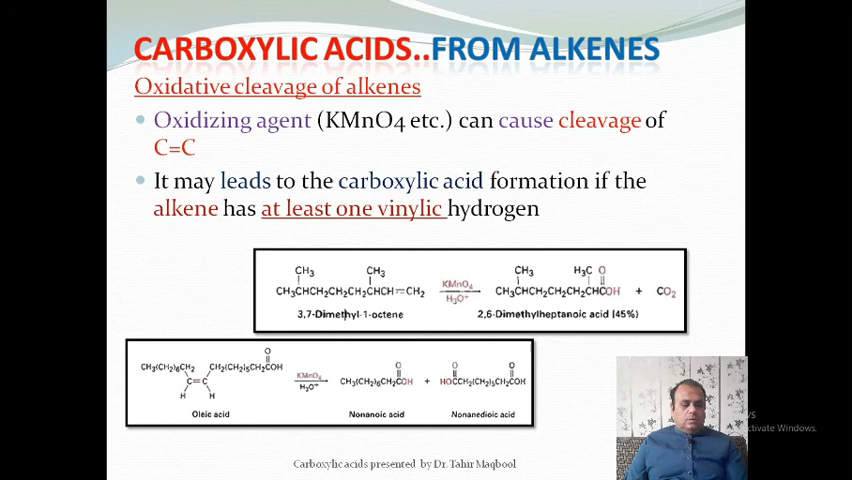 CARBOXYLIC ACIDS..FROM ALKENES
Oxidative cleavage of alkenes
Oxidizing agent (KMnO4 etc.) can cause cleavage of
C=C
It may leads to the carboxylic acid formation if the
alkene has at least one vinylic hydrogen
CH3 CH3 CH3 H3C O
CH3CHCH2CH2CH2CHCH=CH2 KMnO4 H3O+ CH3CHCH2CH2CH2CHCOH + CO2
3,7-Dimethyl-1-octene 2,6-Dimethylheptanoic acid (45%)
O O O O
CH3(CH2)6CH2 CH2(CH2)5CH2COH KMnO4 H3O+ CH3(CH2)6CH2COH + HOCCH2(CH2)5CH2COH
C=C
H H
Oleic acid Nonanoic acid Nonanedioic acid
ctivate Windows.
Carboxylic acids presented by Dr. Tahir Maqbool